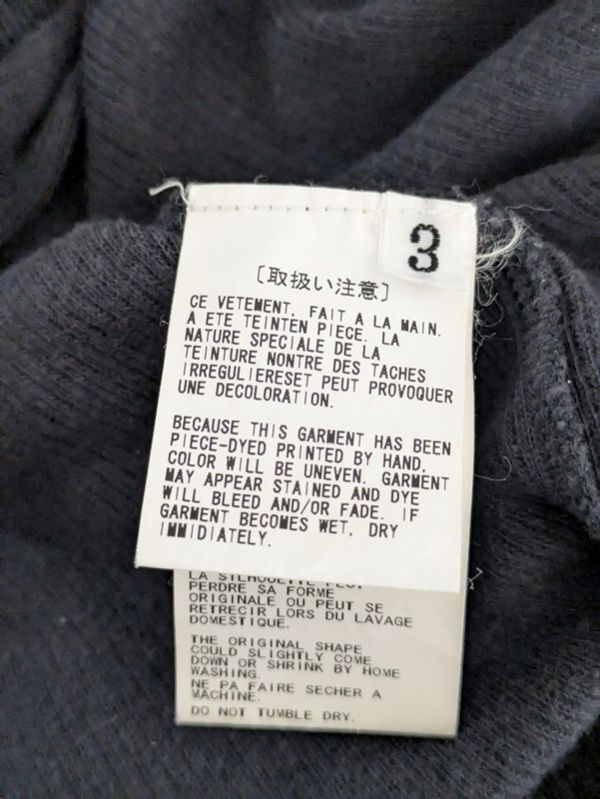 3
〔取扱い注意〕
CE VETEMENT, FAIT A LA MAIN.
A ETE TEINTEN PIECE. LA
NATURE SPECIALE DE LA
TEINTURE NONTRE DES TACHES
IRREGULIERESET PEUT PROVOQUER
UNE DECOLORATION.
BECAUSE THIS GARMENT HAS BEEN
PIECE-DYED PRINTED BY HAND,
COLOR WILL BE UNEVEN. GARMENT
MAY APPEAR STAINED AND DYE
WILL BLEED AND/OR FADE. IF
GARMENT BECOMES WET, DRY
IMMIDIATELY.
LA SILHOUETTE PEUT
PERDRE SA FORME
ORIGINALE OU PEUT SE
RETRECIR LORS DU LAVAGE
DOMESTIQUE.
THE ORIGINAL SHAPE
COULD SLIGHTLY COME
DOWN OR SHRINK BY HOME
WASHING.
NE PA FAIRE SECHER A
MACHINE.
DO NOT TUMBLE DRY.